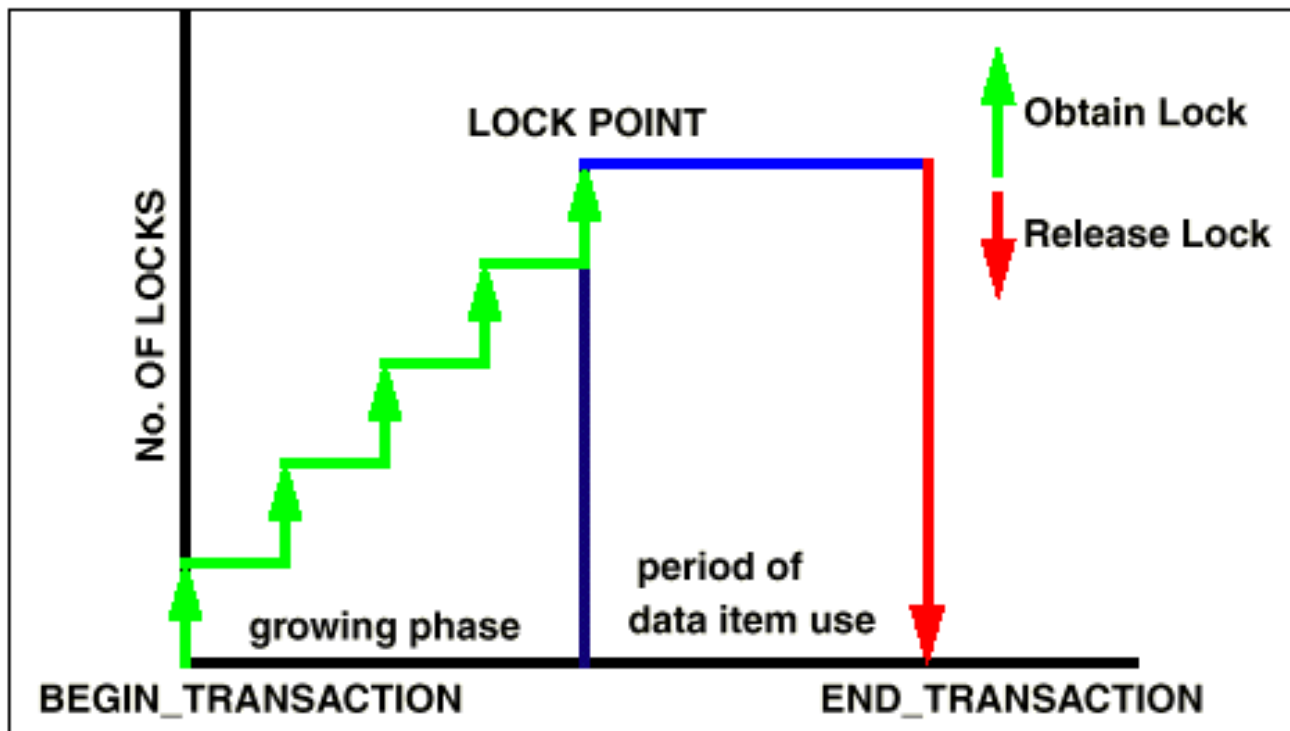 LOCK POINT
Obtain Lock
Release Lock
No. OF LOCKS
growing phase
period of
data item use
BEGIN_TRANSACTION
END_TRANSACTION